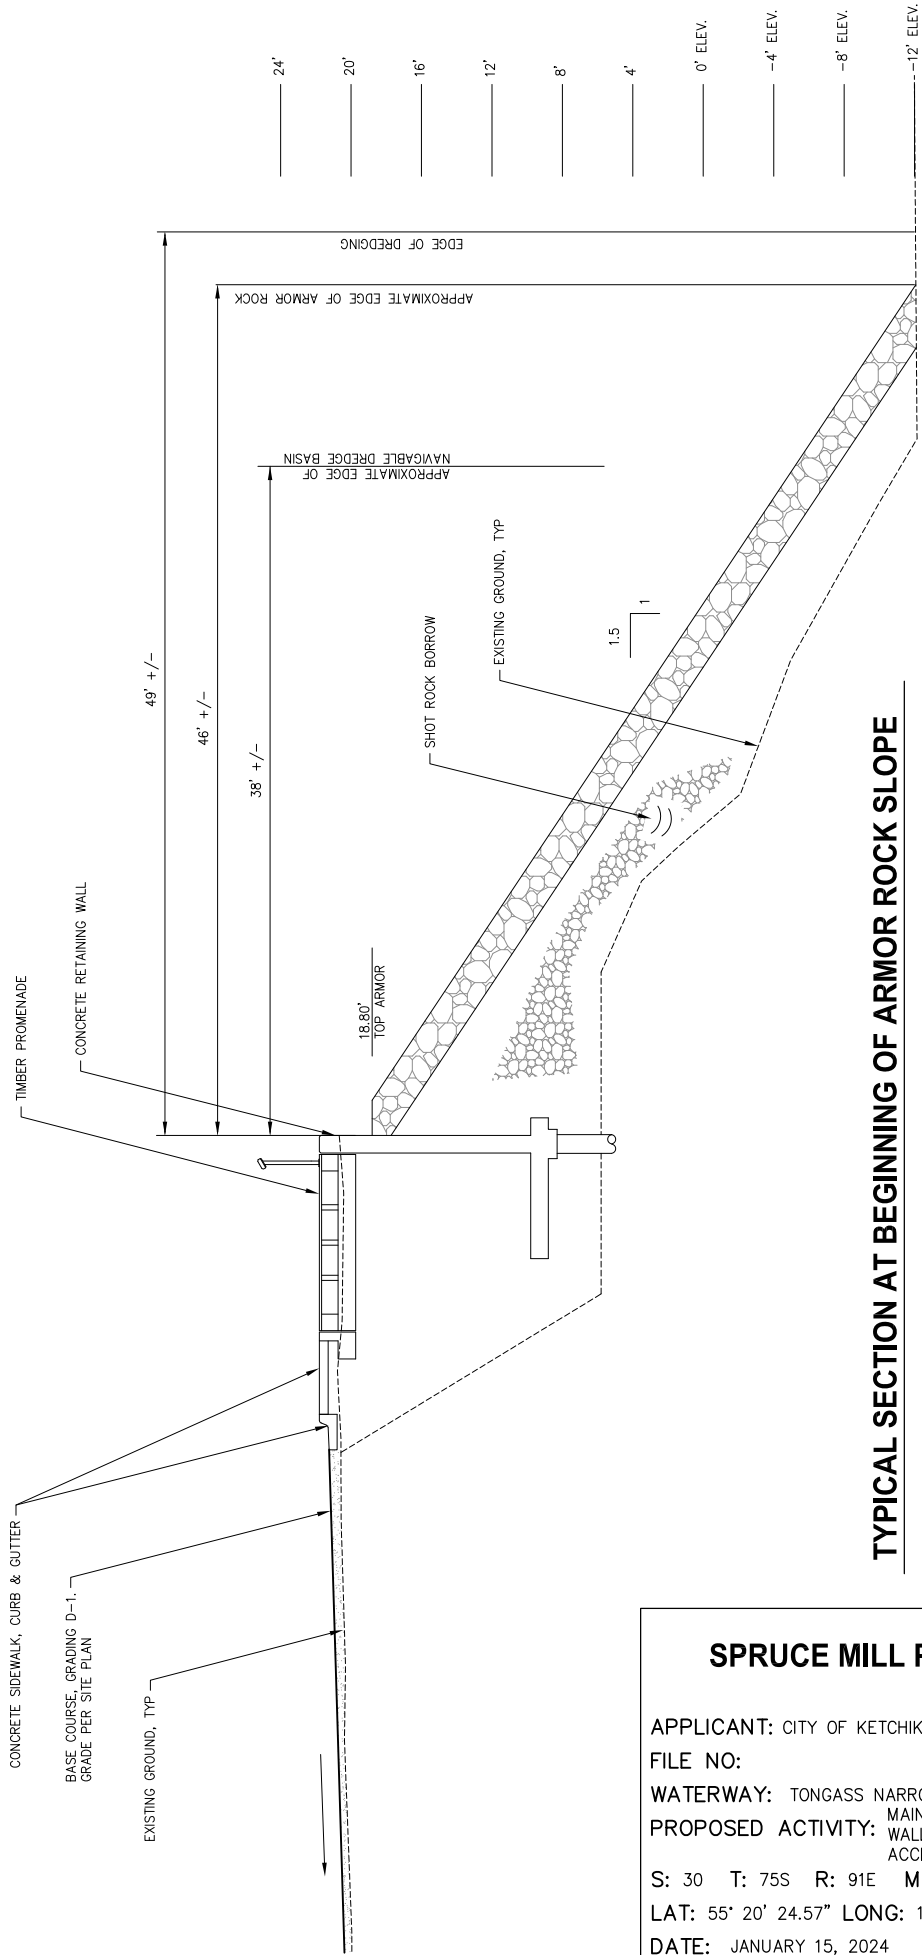 CONCRETE SIDEWALK, CURB & GUTTER
BASE COURSE, GRADING D-1.
GRADE PER SITE PLAN
EXISTING GROUND, TYP
TIMBER PROMENADE
CONCRETE RETAINING WALL
49' +/-
46' +/-
38' +/-
18.80'
TOP ARMOR
SHOT ROCK BORROW
EXISTING GROUND, TYP
1.5
1
APPROXIMATE EDGE OF
NAVIGABLE DREDGE BASIN
APPROXIMATE EDGE OF ARMOR ROCK
EDGE OF DREDGING
24'
20'
16'
12'
8'
4'
0' ELEV.
-4' ELEV.
-8' ELEV.
-12' ELEV.
TYPICAL SECTION AT BEGINNING OF ARMOR ROCK SLOPE
SPRUCE MILL
APPLICANT: CITY OF
FILE NO:
WATERWAY: TONGASS
PROPOSED ACTIVITY:
S: 30 T: 75S R: 91E
LAT: 55° 20' 24.57" LONG:
DATE: JANUARY 15, 2024